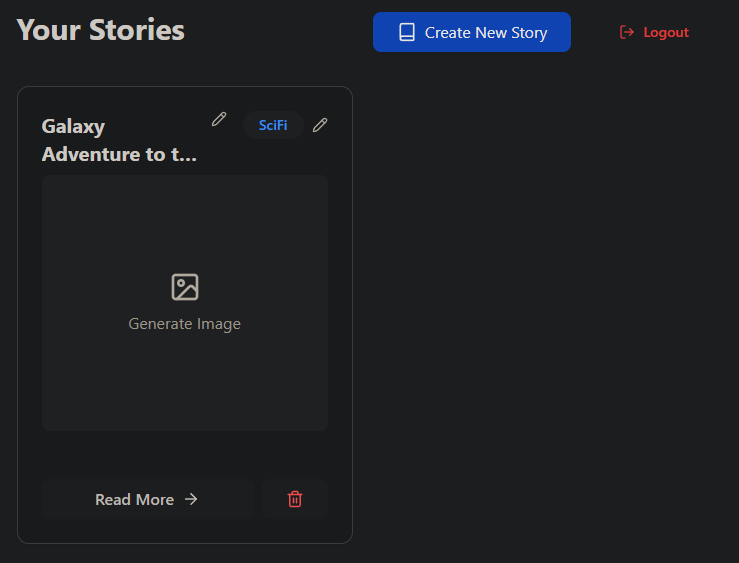 Your Stories
Create New Story
Logout
Galaxy
Adventure to t...
SciFi
Generate Image
Read More